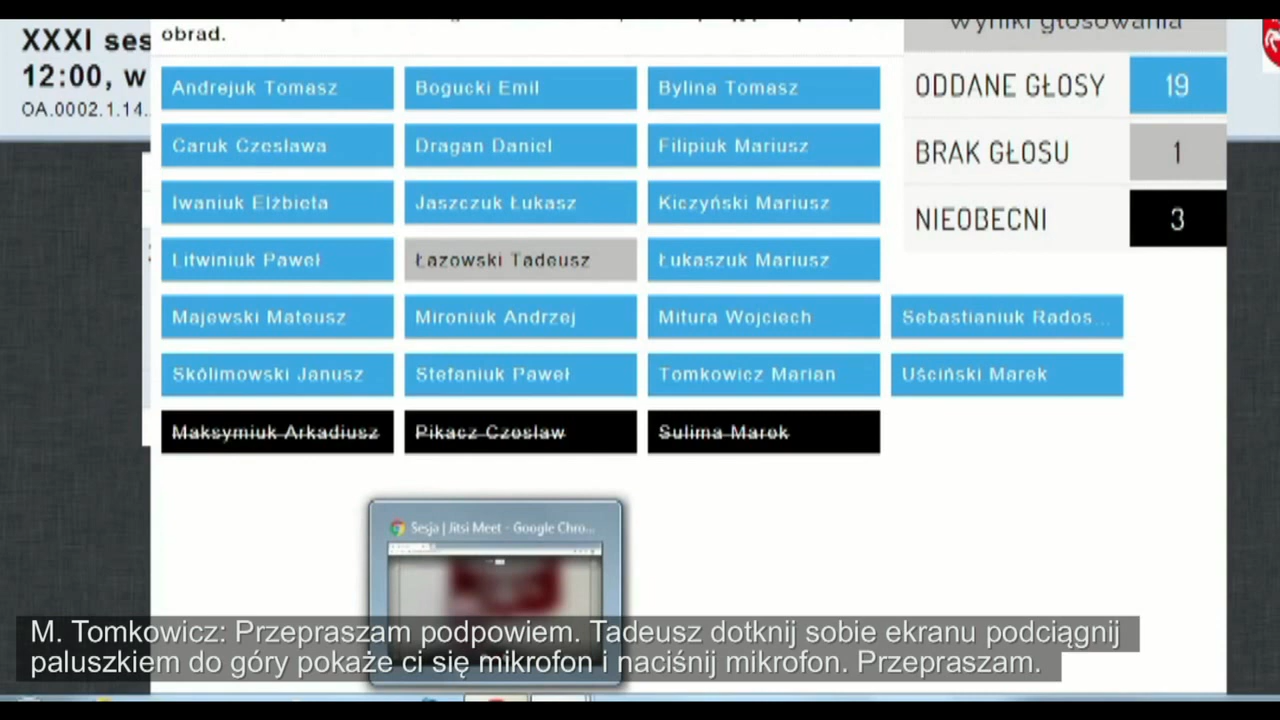 obrad.
wyniki głosowania
XXXI ses
12:00, w
OA.0002.1.14..
Andrejuk Tomasz
Bogucki Emil
Bylina Tomasz
ODDANE GŁOSY 19
Caruk Czesława
Dragan Daniel
Filipiuk Mariusz
BRAK GŁOSU 1
Iwaniuk Elżbieta
Jaszczuk Łukasz
Kiczyński Mariusz
NIEOBECNI 3
Litwiniuk Paweł
Łazowski Tadeusz
Łukaszuk Mariusz
Majewski Mateusz
Mironiuk Andrzej
Mitura Wojciech
Sebastianiuk Rados...
Skólimowski Janusz
Stefaniuk Paweł
Tomkowicz Marian
Uściński Marek
Maksymiuk Arkadiusz
Pikacz Czesław
Sulima Marek
Sesja | Jitsi Meet - Google Chro...
M. Tomkowicz: Przepraszam podpowiem. Tadeusz dotknij sobie ekranu podciągnij
paluszkiem do góry pokaże ci się mikrofon i naciśnij mikrofon. Przepraszam.